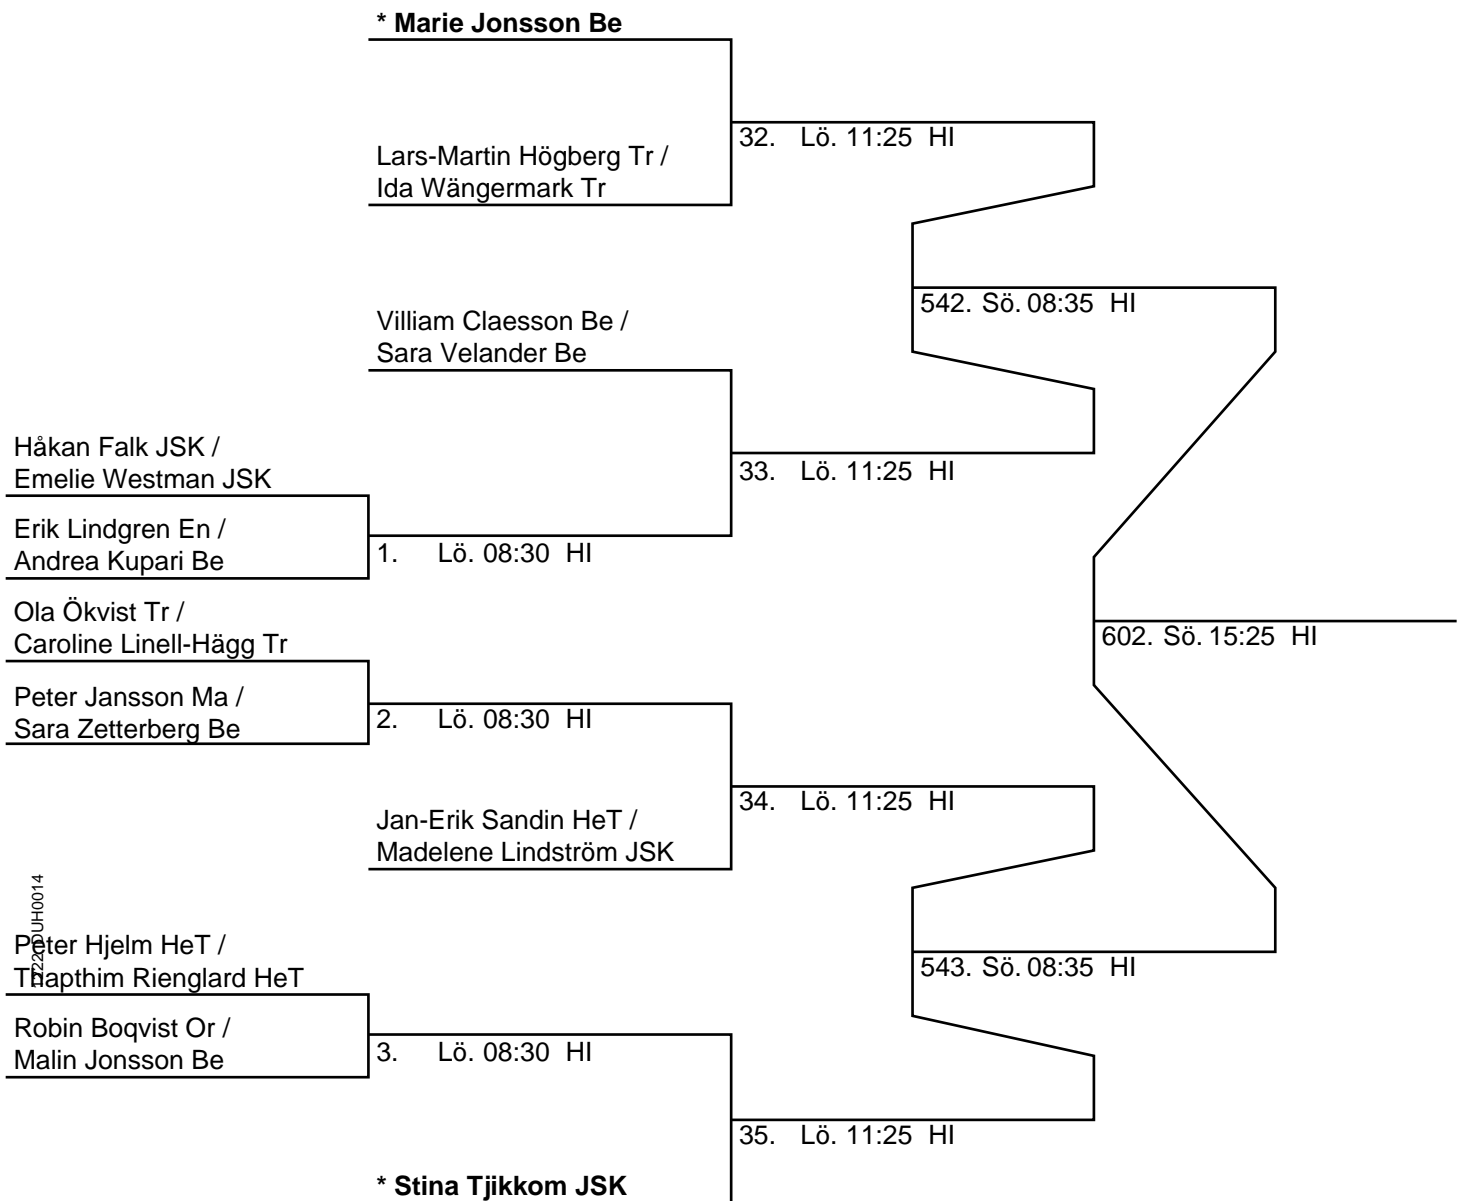 * Marie Jonsson Be
32. Lö. 11:25 HI
Lars-Martin Högberg Tr /
Ida Wängermark Tr
542. Sö. 08:35 HI
Villiam Claesson Be /
Sara Velander Be
Håkan Falk JSK /
Emelie Westman JSK
33. Lö. 11:25 HI
Erik Lindgren En /
Andrea Kupari Be
1. Lö. 08:30 HI
Ola Ökvist Tr /
Caroline Linell-Hägg Tr
602. Sö. 15:25 HI
Peter Jansson Ma /
Sara Zetterberg Be
2. Lö. 08:30 HI
34. Lö. 11:25 HI
Jan-Erik Sandin HeT /
Madelene Lindström JSK
Peter Hjelm HeT /
Thapthim Rienglard HeT
543. Sö. 08:35 HI
Robin Boqvist Or /
Malin Jonsson Be
3. Lö. 08:30 HI
35. Lö. 11:25 HI
* Stina Tjikkom JSK